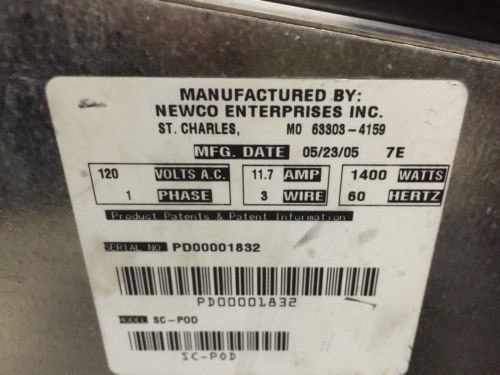 MANUFACTURED BY:
NEWCO ENTERPRISES INC.
ST. CHARLES, MO 63303-4159
MFG. DATE 05/23/05 7E
120 VOLTS A.C. 11.7 AMP 1400 WATTS
1 PHASE 3 WIRE 60 HERTZ
Product Patents & Patent Information
SERIAL NO PD00001832
PD00001832
MODEL SC-POD
SC-POD